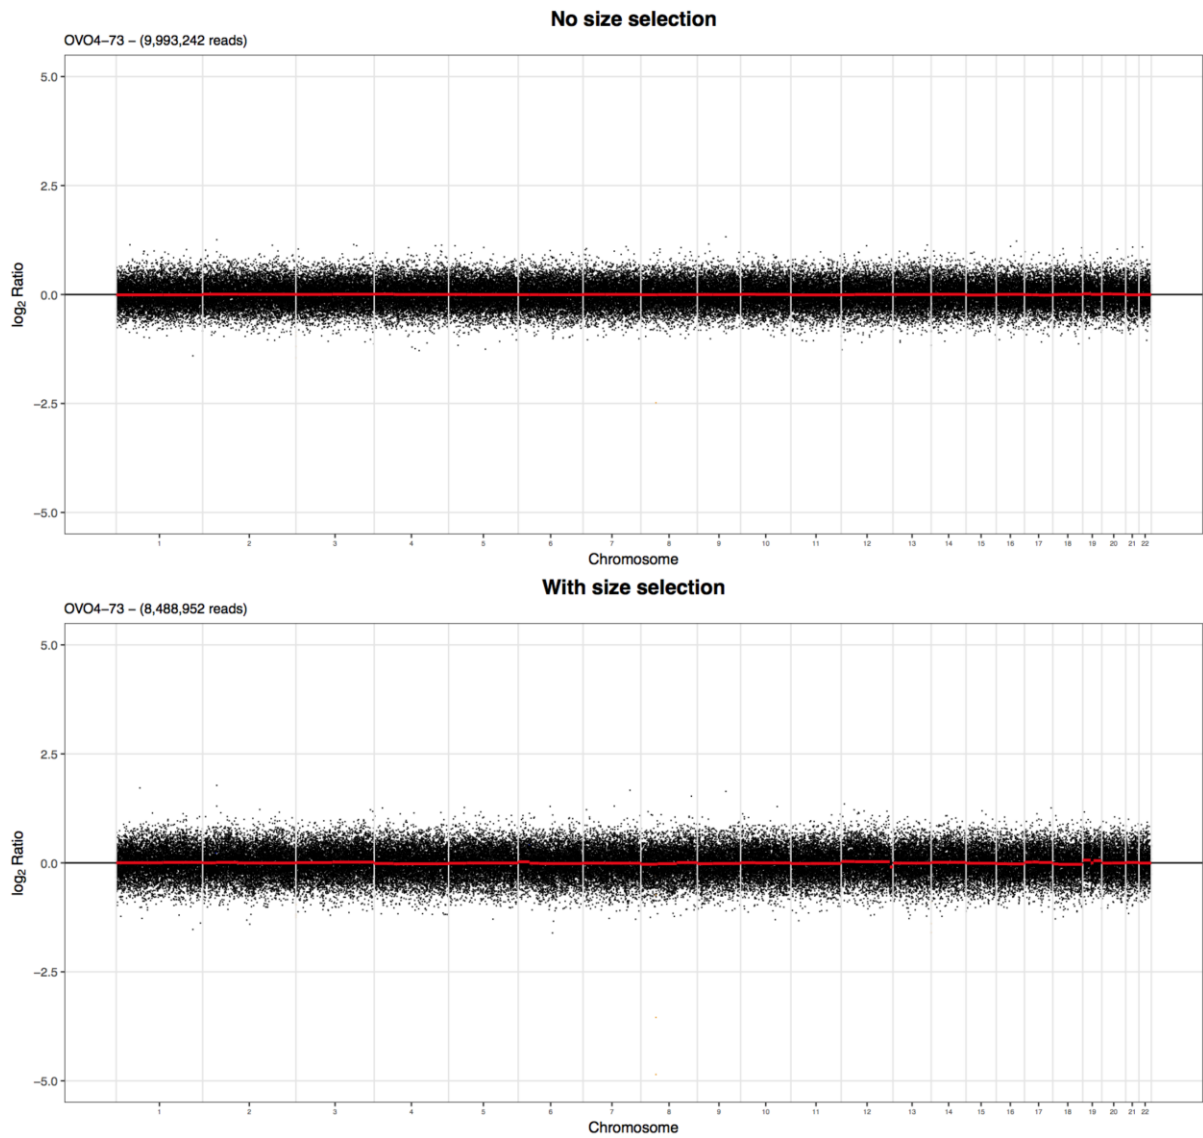 No size selection
OVO4–73 – (9,993,242 reads)
5.0
2.5
0.0
−2.5
−5.0
log2 Ratio
1 2 3 4 5 6 7 8 9 10 11 12 13 14 15 16 17 18 19 20 21 22
Chromosome
With size selection
OVO4–73 – (8,488,952 reads)
5.0
2.5
0.0
−2.5
−5.0
log2 Ratio
1 2 3 4 5 6 7 8 9 10 11 12 13 14 15 16 17 18 19 20 21 22
Chromosome